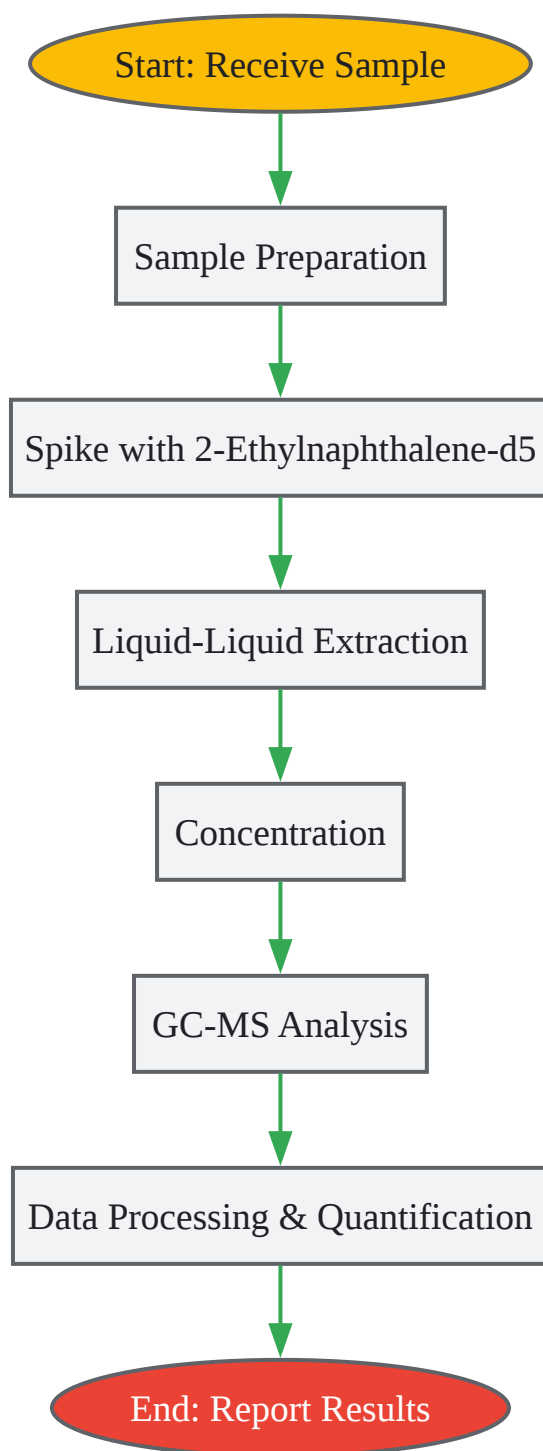 Start: Receive Sample
Sample Preparation
Spike with 2-Ethylnaphthalene-d5
Liquid-Liquid Extraction
Concentration
GC-MS Analysis
Data Processing & Quantification
End: Report Results